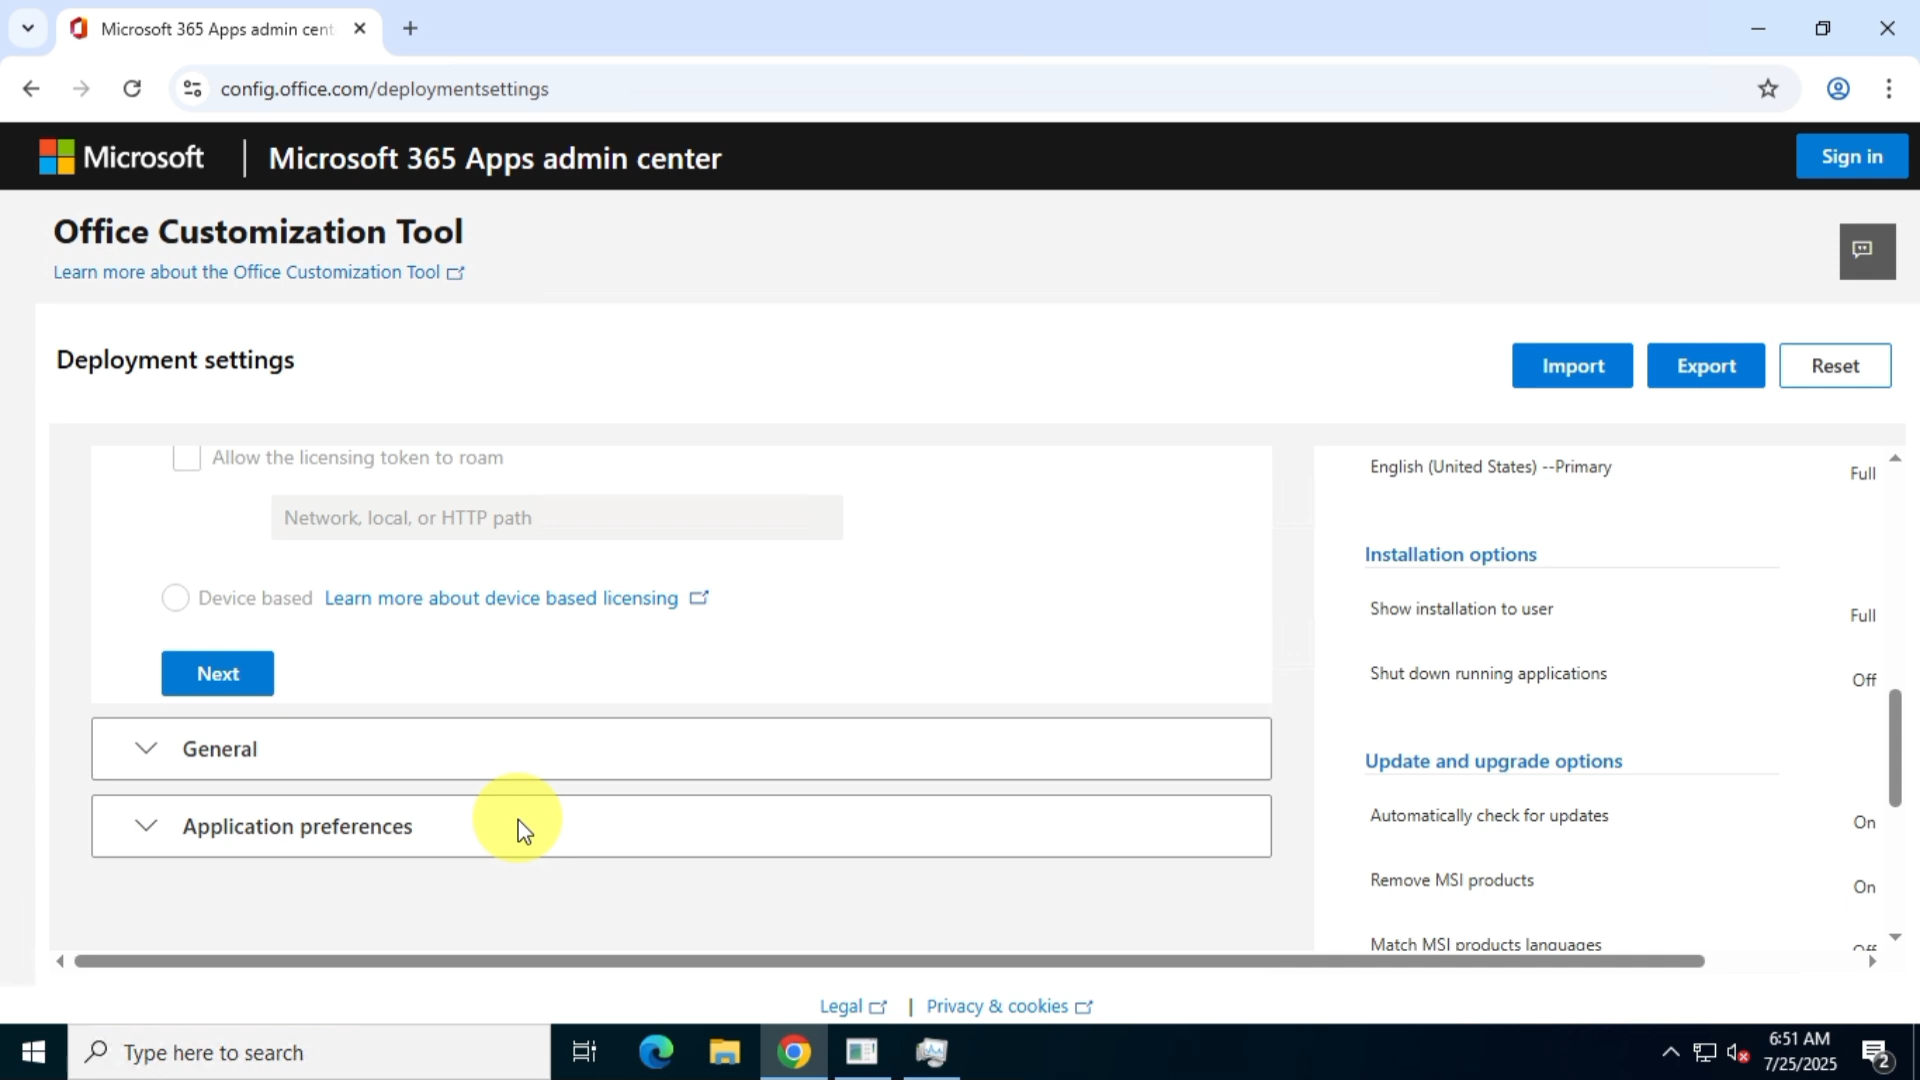 Microsoft 365 Apps admin cent
config.office.com/deploymentsettings
Microsoft
Microsoft 365 Apps admin center
Sign in
Office Customization Tool
Learn more about the Office Customization Tool
Deployment settings
Import
Export
Reset
Allow the licensing token to roam
Network, local, or HTTP path
Device based
Learn more about device based licensing
Next
General
Application preferences
English (United States) --Primary
Full
Installation options
Show installation to user
Full
Shut down running applications
Off
Update and upgrade options
Automatically check for updates
On
Remove MSI products
On
Match MSI products languages
Off
Legal
|
Privacy & cookies
Type here to search
6:51 AM
7/25/2025
2